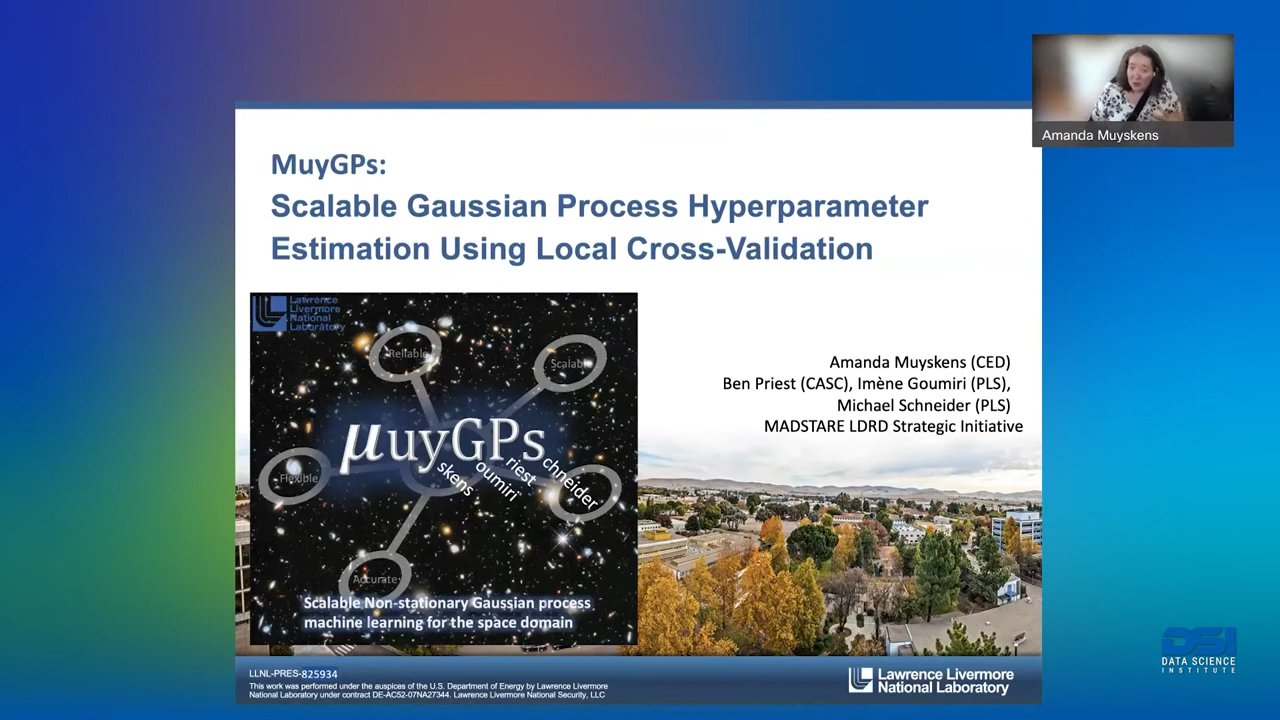 Amanda Muyskens
MuyGPs:
Scalable Gaussian Process Hyperparameter
Estimation Using Local Cross-Validation
Lawrence
Livermore
National
Laboratory
Reliable
Scalable
μuyGPs
skens
oumiri
riest
chneider
Flexible
Accurate
Scalable Non-stationary Gaussian process
machine learning for the space domain
Amanda Muyskens (CED)
Ben Priest (CASC), Imène Goumiri (PLS),
Michael Schneider (PLS)
MADSTARE LDRD Strategic Initiative
LLNL-PRES-825934
This work was performed under the auspices of the U.S. Department of Energy by Lawrence Livermore
National Laboratory under contract DE-AC52-07NA27344. Lawrence Livermore National Security, LLC
Lawrence Livermore
National Laboratory
DSI
DATA SCIENCE
INSTITUTE